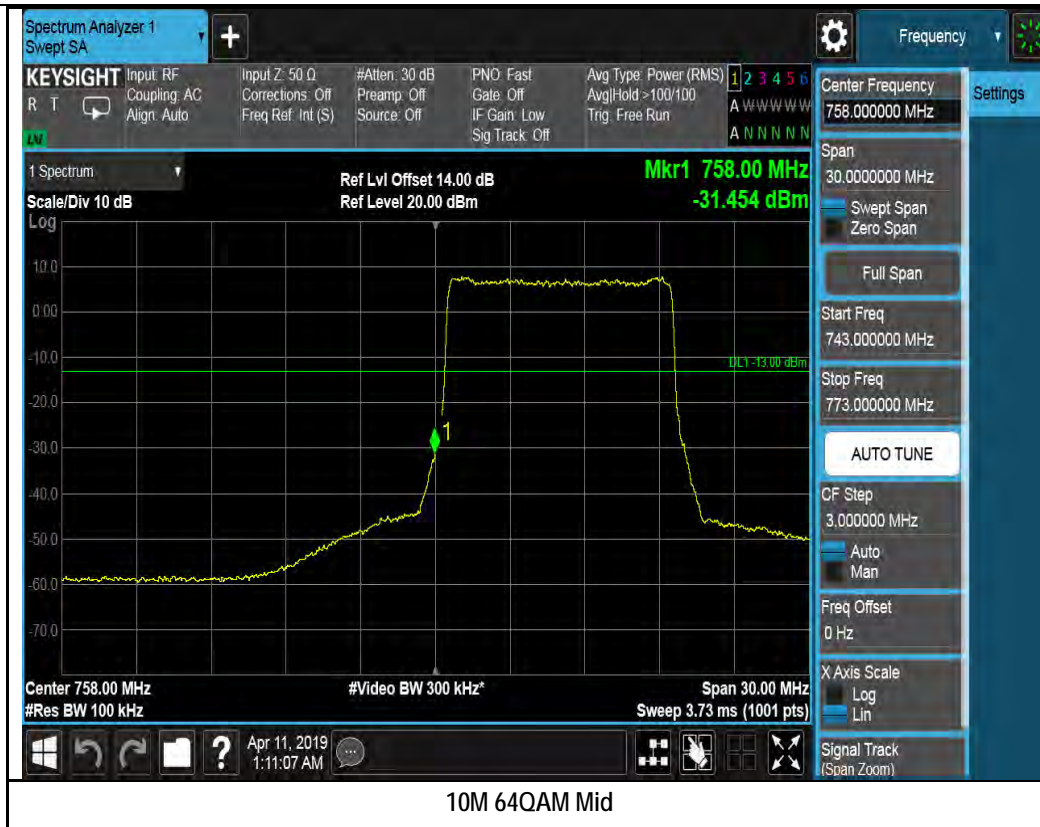 Spectrum Analyzer 1
Swept SA
+
Frequency
KEYSIGHT
R T
LV
Input: RF
Coupling: AC
Align: Auto
Input Z: 50 Ω
Corrections: Off
Freq Ref: Int (S)
#Atten: 30 dB
Preamp: Off
Source: Off
PNO: Fast
Gate: Off
IF Gain: Low
Sig Track: Off
Avg Type: Power (RMS)
Avg|Hold >100/100
Trig: Free Run
1 2 3 4 5 6
A W W W W W
A N N N N N
1 Spectrum
Scale/Div 10 dB
Log
Ref Lvl Offset 14.00 dB
Ref Level 20.00 dBm
Mkr1 758.00 MHz
-31.454 dBm
10.0
0.00
-10.0
DL1 -13.00 dBm
-20.0
1
-30.0
-40.0
-50.0
-60.0
-70.0
Center 758.00 MHz
#Res BW 100 kHz
#Video BW 300 kHz*
Span 30.00 MHz
Sweep 3.73 ms (1001 pts)
Center Frequency
758.000000 MHz
Settings
Span
30.0000000 MHz
Swept Span
Zero Span
Full Span
Start Freq
743.000000 MHz
Stop Freq
773.000000 MHz
AUTO TUNE
CF Step
3.000000 MHz
Auto
Man
Freq Offset
0 Hz
X Axis Scale
Log
Lin
Signal Track
(Span Zoom)
?
Apr 11, 2019
1:11:07 AM
10M 64QAM Mid